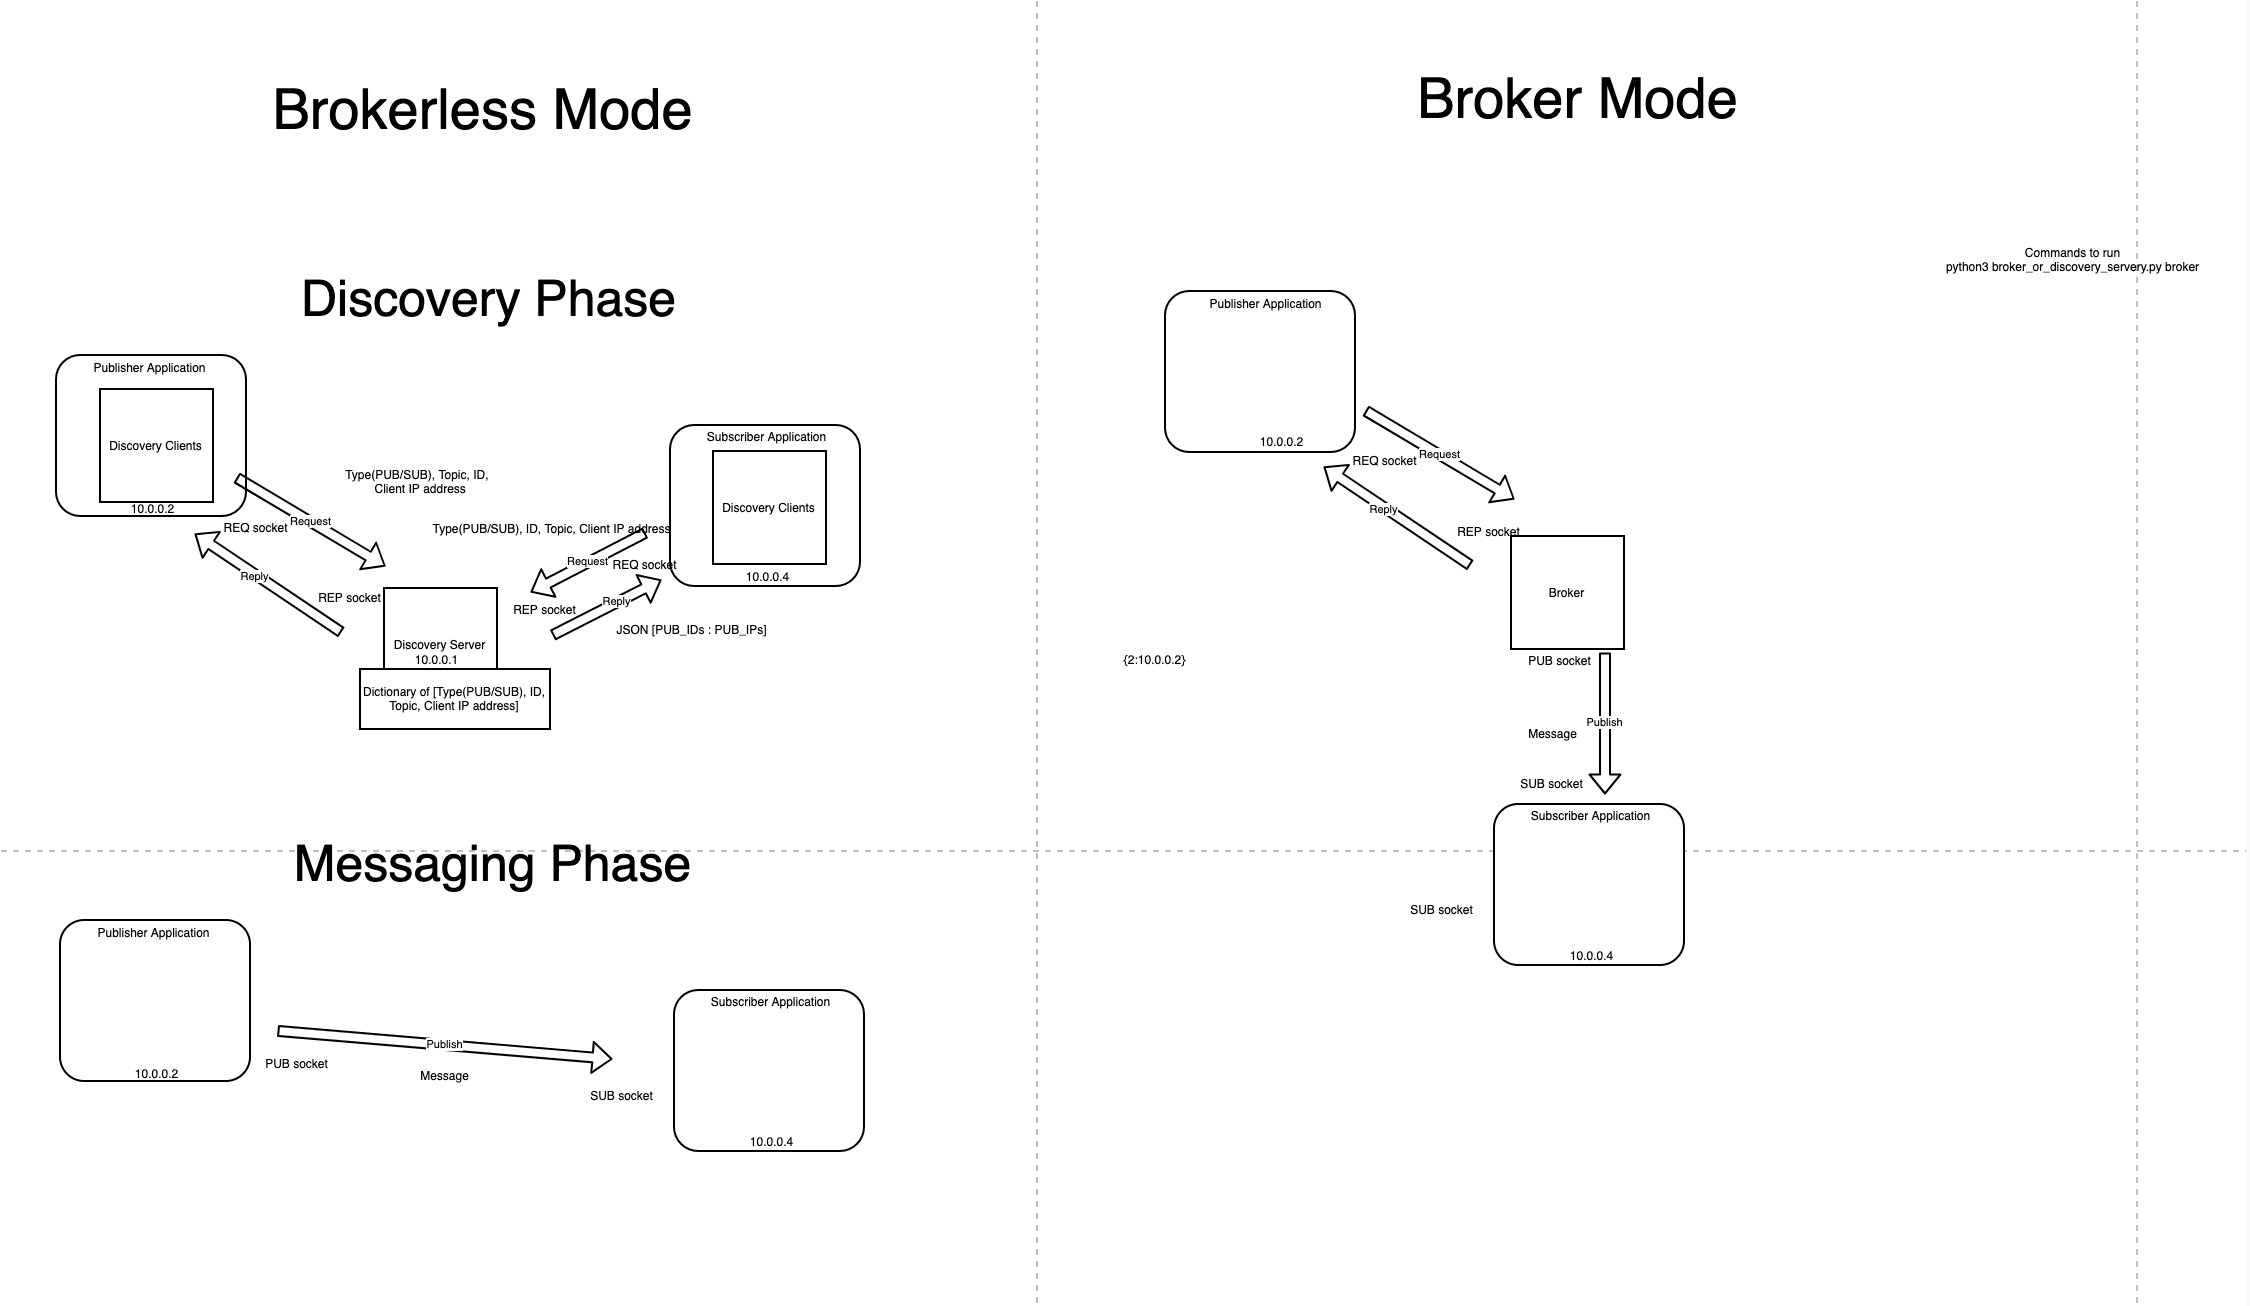 Brokerless Mode
Discovery Phase
Publisher Application
Discovery Clients
10.0.0.2
Type(PUB/SUB), Topic, ID,
Client IP address
Subscriber Application
Discovery Clients
10.0.0.4
REQ socket
Request
Reply
REP socket
Type(PUB/SUB), ID, Topic, Client IP address
Request
REQ socket
REP socket
Reply
JSON [PUB_IDs : PUB_IPs]
Discovery Server
10.0.0.1
Dictionary of [Type(PUB/SUB), ID,
Topic, Client IP address]
Messaging Phase
Publisher Application
10.0.0.2
PUB socket
Publish
Message
SUB socket
Subscriber Application
10.0.0.4
Broker Mode
Commands to run
python3 broker_or_discovery_servery.py broker
Publisher Application
10.0.0.2
REQ socket
Request
Reply
REP socket
Broker
{2:10.0.0.2}
PUB socket
Publish
Message
SUB socket
Subscriber Application
SUB socket
10.0.0.4